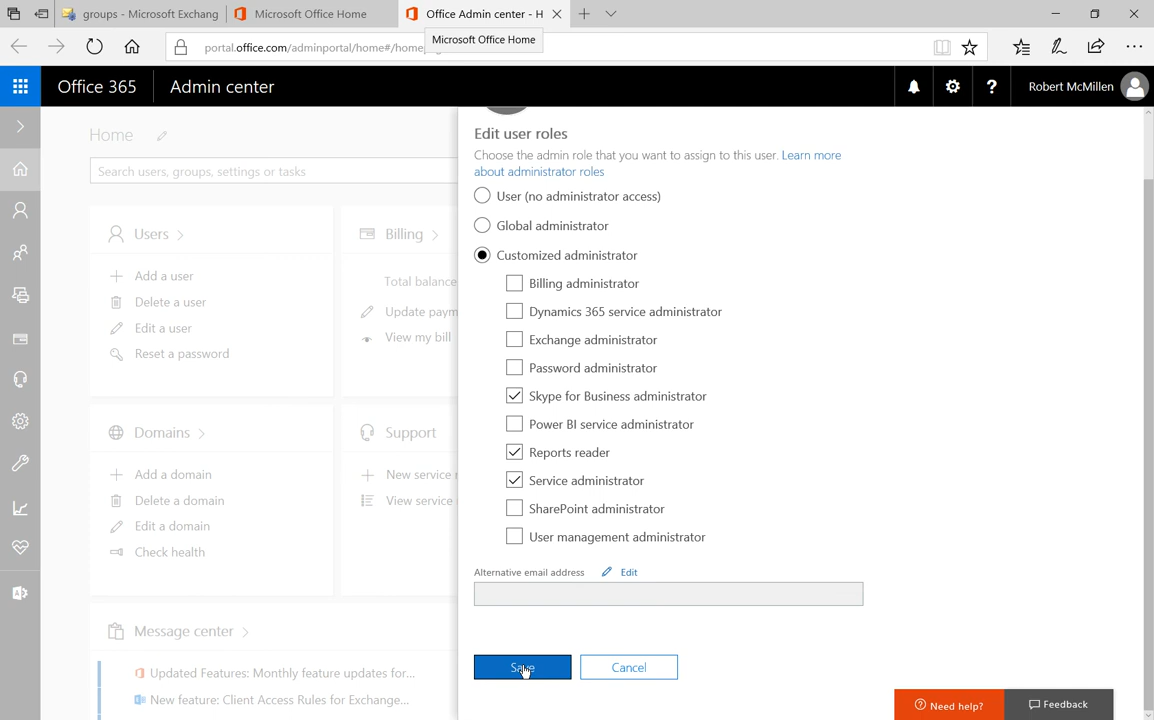 groups - Microsoft Exchang
Microsoft Office Home
Office Admin center - H
Microsoft Office Home
portal.office.com/adminportal/home#/home
Office 365
Admin center
Robert McMillen
Home
Search users, groups, settings or tasks
Users
Add a user
Delete a user
Edit a user
Reset a password
Billing
Total balance
Update paym
View my bill
Domains
Add a domain
Delete a domain
Edit a domain
Check health
Support
New service r
View service
Message center
Updated Features: Monthly feature updates for...
New feature: Client Access Rules for Exchange...
Edit user roles
Choose the admin role that you want to assign to this user. Learn more
about administrator roles
User (no administrator access)
Global administrator
Customized administrator
Billing administrator
Dynamics 365 service administrator
Exchange administrator
Password administrator
Skype for Business administrator
Power BI service administrator
Reports reader
Service administrator
SharePoint administrator
User management administrator
Alternative email address Edit
Save
Cancel
Need help?
Feedback